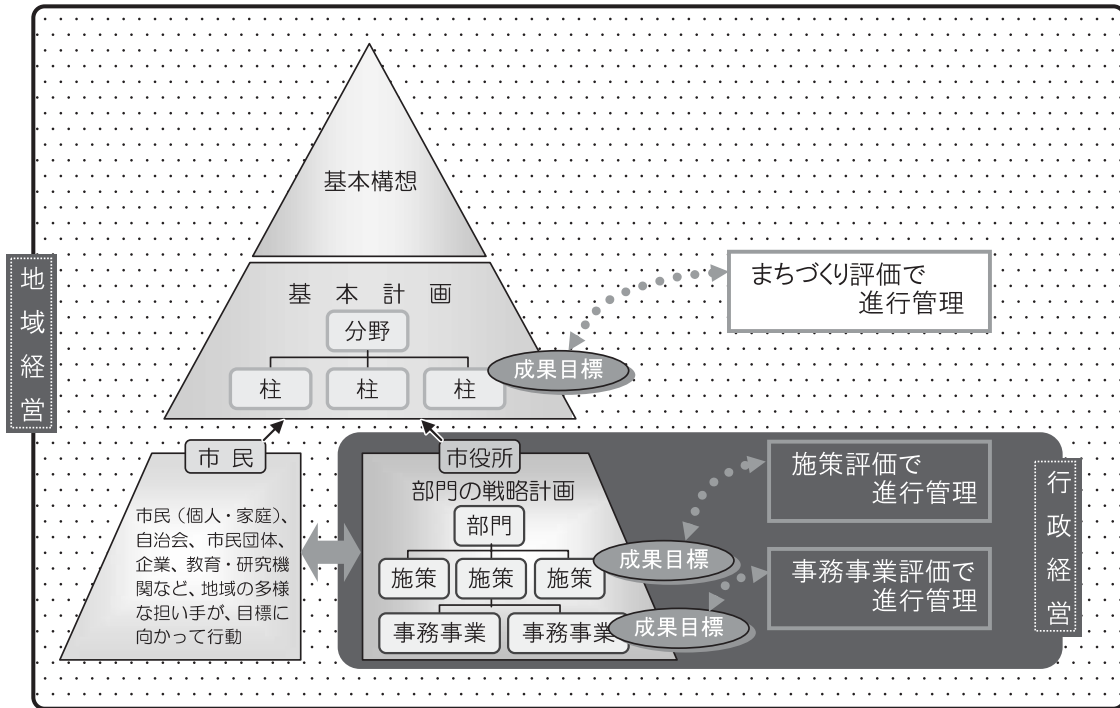 基本構想
基本計画
分野
柱
柱
柱
成果目標
まちづくり評価で
進行管理
地域経営
市民
市民（個人・家庭）、
自治会、市民団体、
企業、教育・研究機
関など、地域の多様
な担い手が、目標に
向かって行動
市役所
部門の戦略計画
部門
施策
施策
施策
成果目標
事務事業
事務事業
成果目標
施策評価で
進行管理
事務事業評価で
進行管理
行政経営